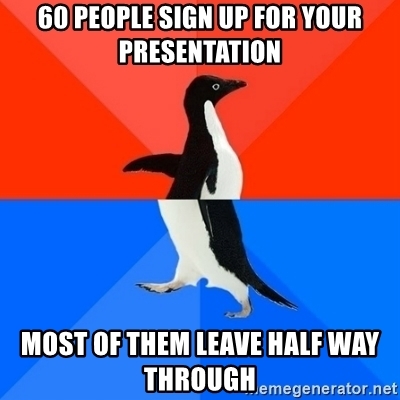 60 PEOPLE SIGN UP FOR YOUR
PRESENTATION
MOST OF THEM LEAVE HALF WAY
THROUGH
memegenerator.net